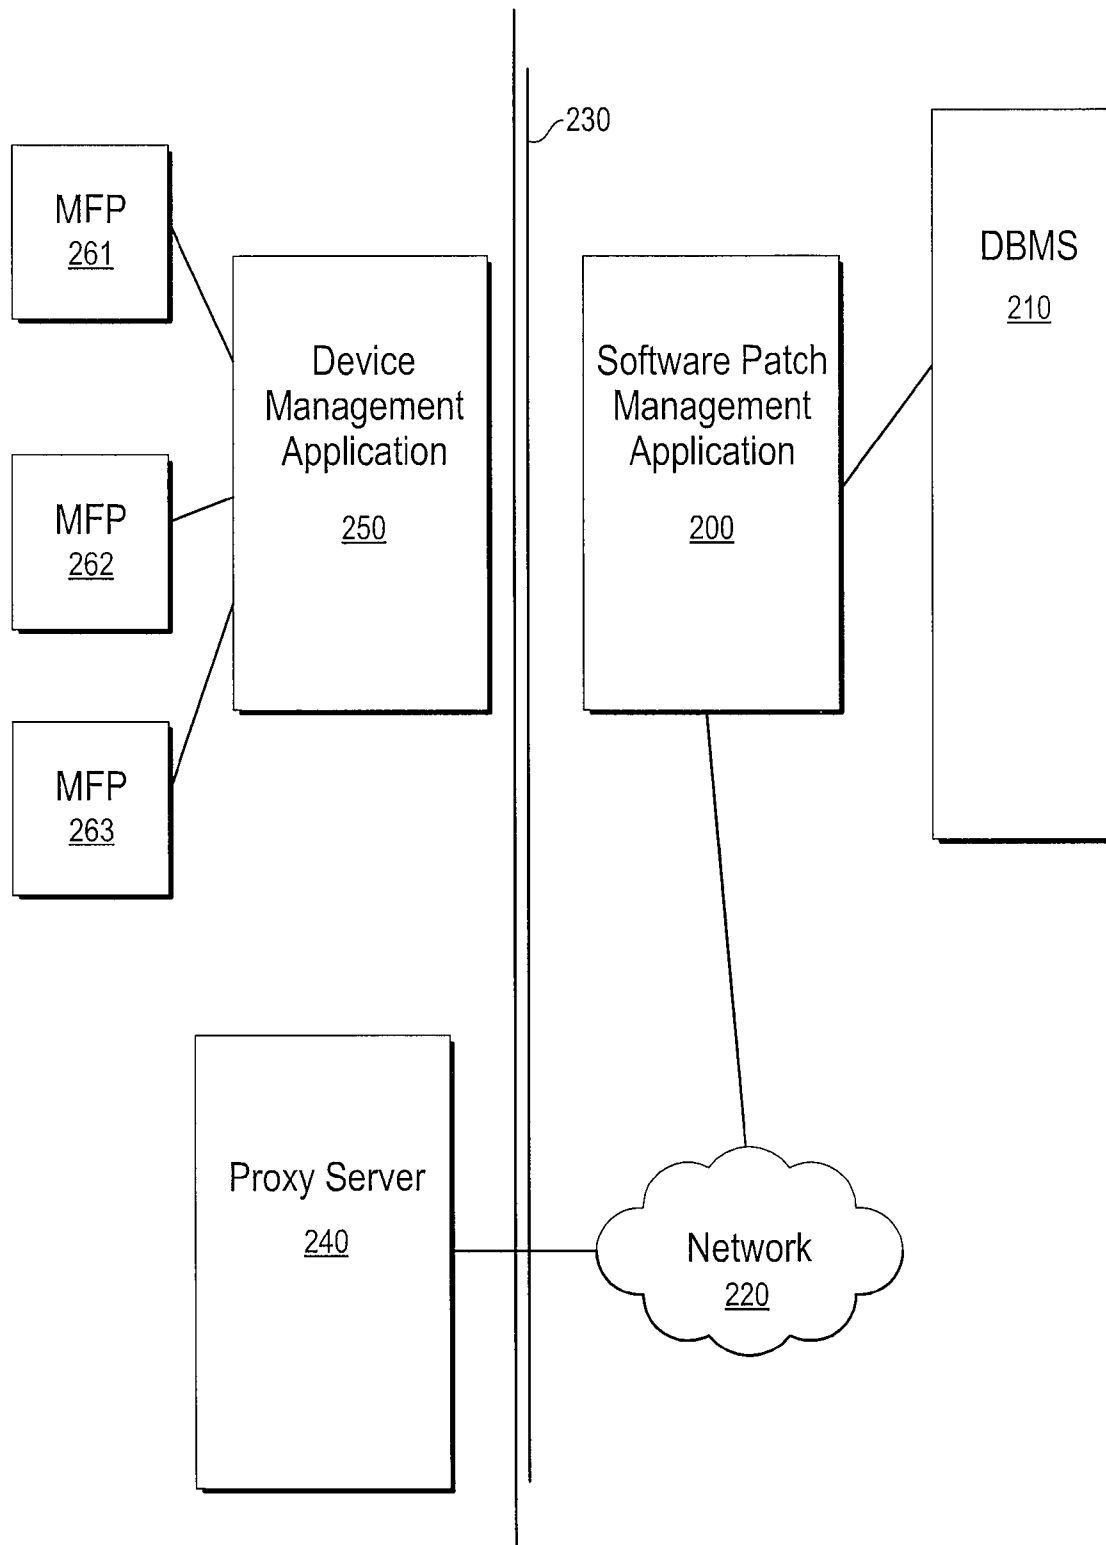 230
MFP
261
DBMS
210
Device
Management
Application
250
Software Patch
Management
Application
200
MFP
262
MFP
263
Proxy Server
240
Network
220